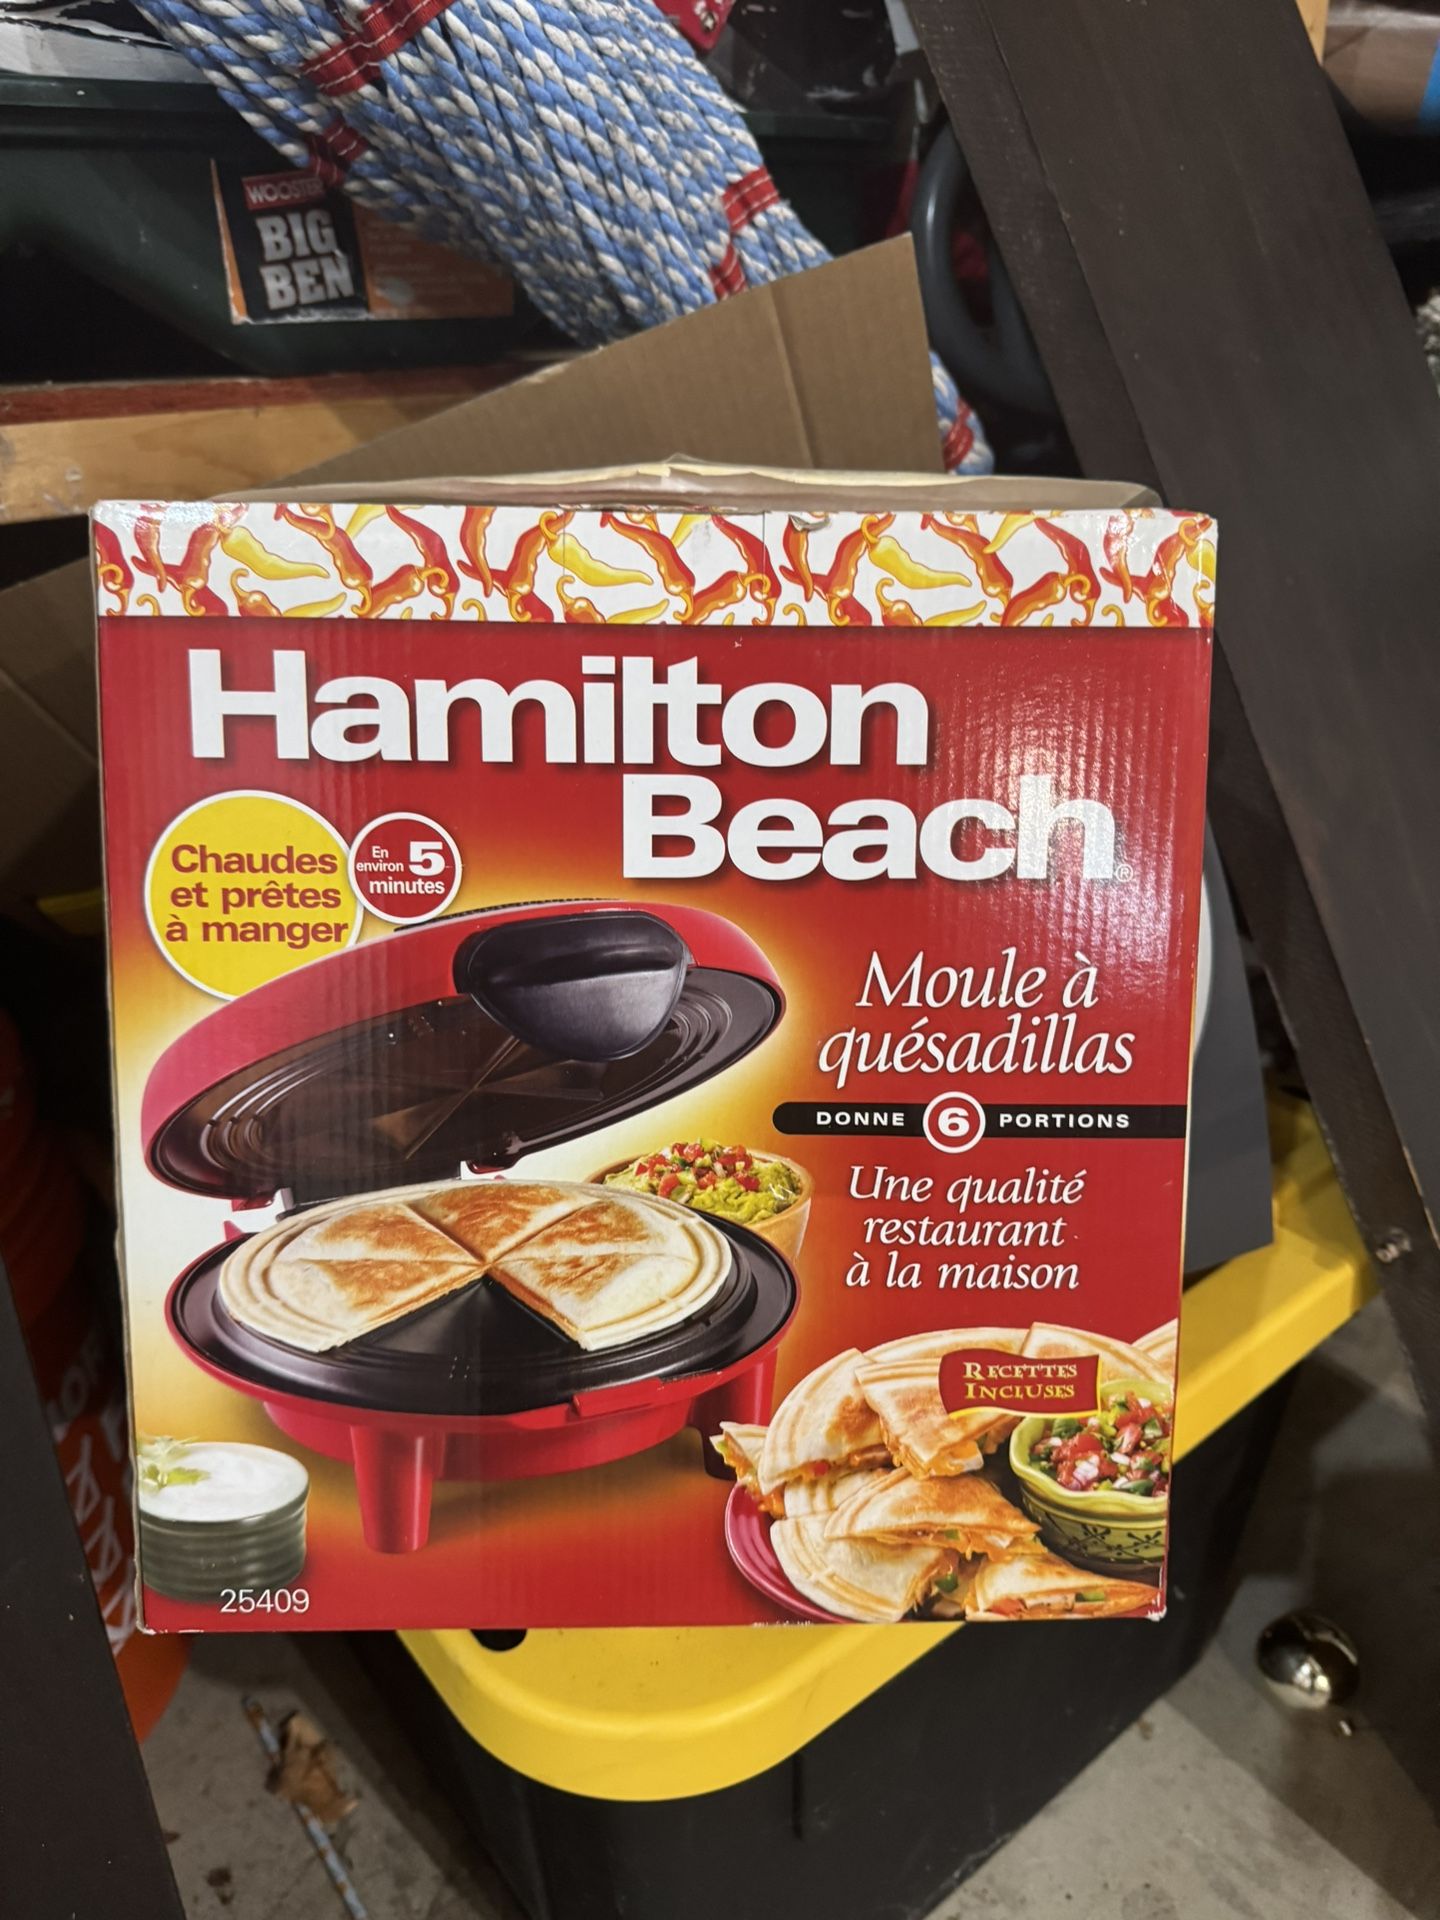 WOOSTER
BIG
BEN
Hamilton
Beach®
Chaudes
et prêtes
à manger
En
environ 5
minutes
Moule à
quésadillas
DONNE 6 PORTIONS
Une qualité
restaurant
à la maison
RECETTES
INCLUSES
25409